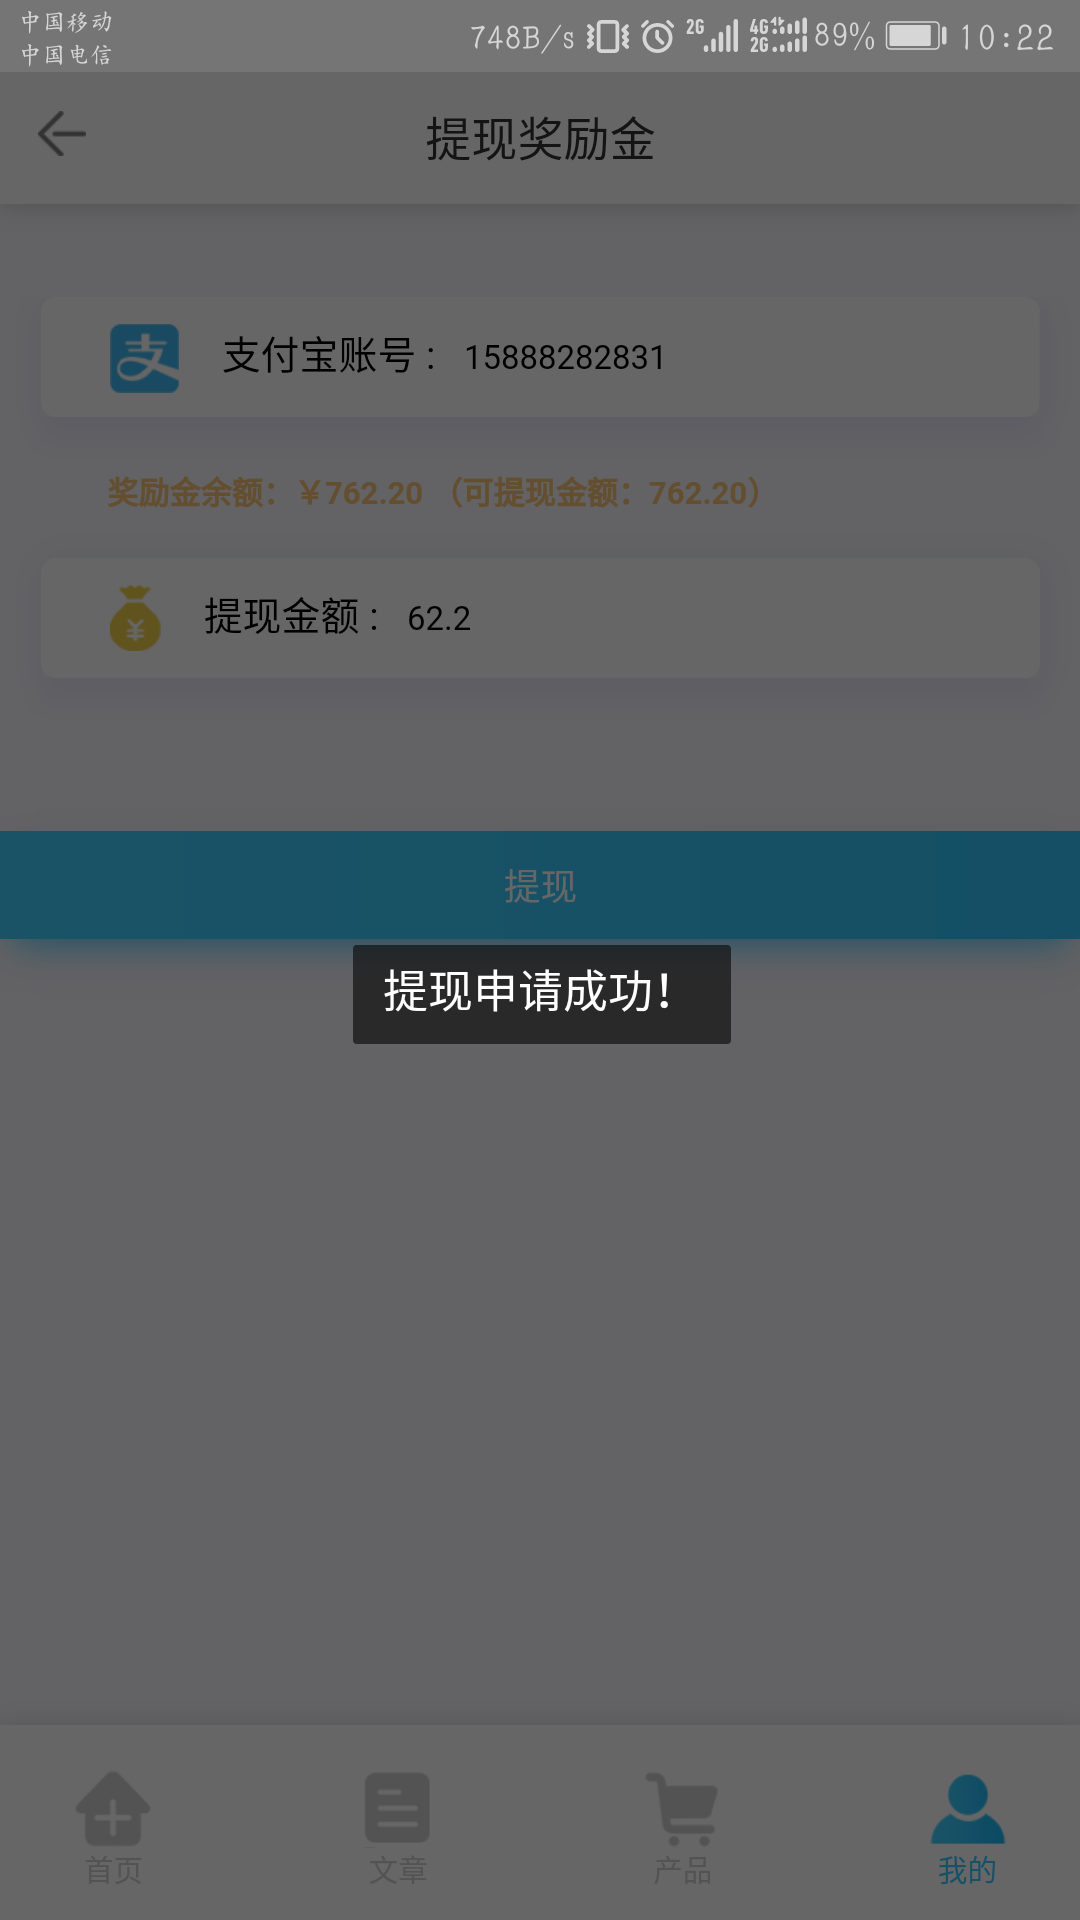 中国移动
中国电信
748B/s 2G 4G 2G 89% 10:22
提现奖励金
支 支付宝账号： 15888282831
奖励金余额：￥762.20 （可提现金额：762.20）
¥ 提现金额： 62.2
提现
提现申请成功！
首页 文章 产品 我的